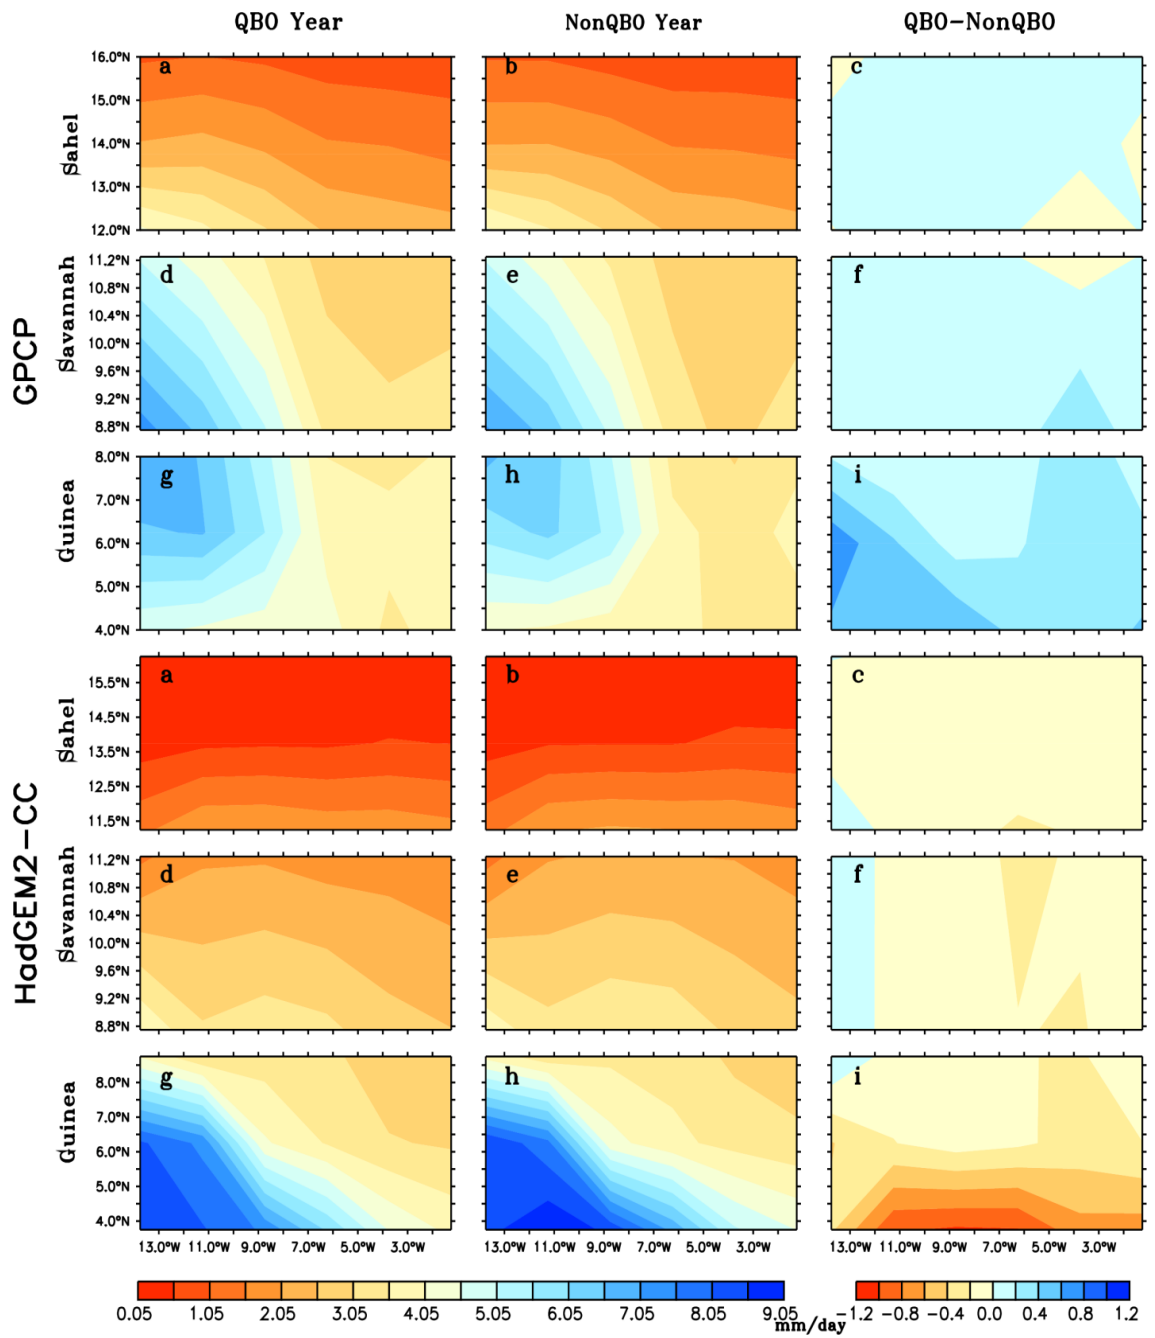 QBO Year NonQBO Year QBO−NonQBO
GPCP
Sahel
16.0°N
15.0°N
14.0°N
13.0°N
12.0°N
a b c
Savannah
11.2°N
10.8°N
10.4°N
10.0°N
9.6°N
9.2°N
8.8°N
d e f
Guinea
8.0°N
7.0°N
6.0°N
5.0°N
4.0°N
g h i
HadGEM2−CC
Sahel
15.5°N
14.5°N
13.5°N
12.5°N
11.5°N
a b c
Savannah
11.2°N
10.8°N
10.4°N
10.0°N
9.6°N
9.2°N
8.8°N
d e f
Guinea
8.0°N
7.0°N
6.0°N
5.0°N
4.0°N
g h i
13.0°W 11.0°W 9.0°W 7.0°W 5.0°W 3.0°W 13.0°W 11.0°W 9.0°W 7.0°W 5.0°W 3.0°W 13.0°W 11.0°W 9.0°W 7.0°W 5.0°W 3.0°W
0.05 1.05 2.05 3.05 4.05 5.05 6.05 7.05 8.05 9.05
mm/day
−1.2 −0.8 −0.4 0.0 0.4 0.8 1.2